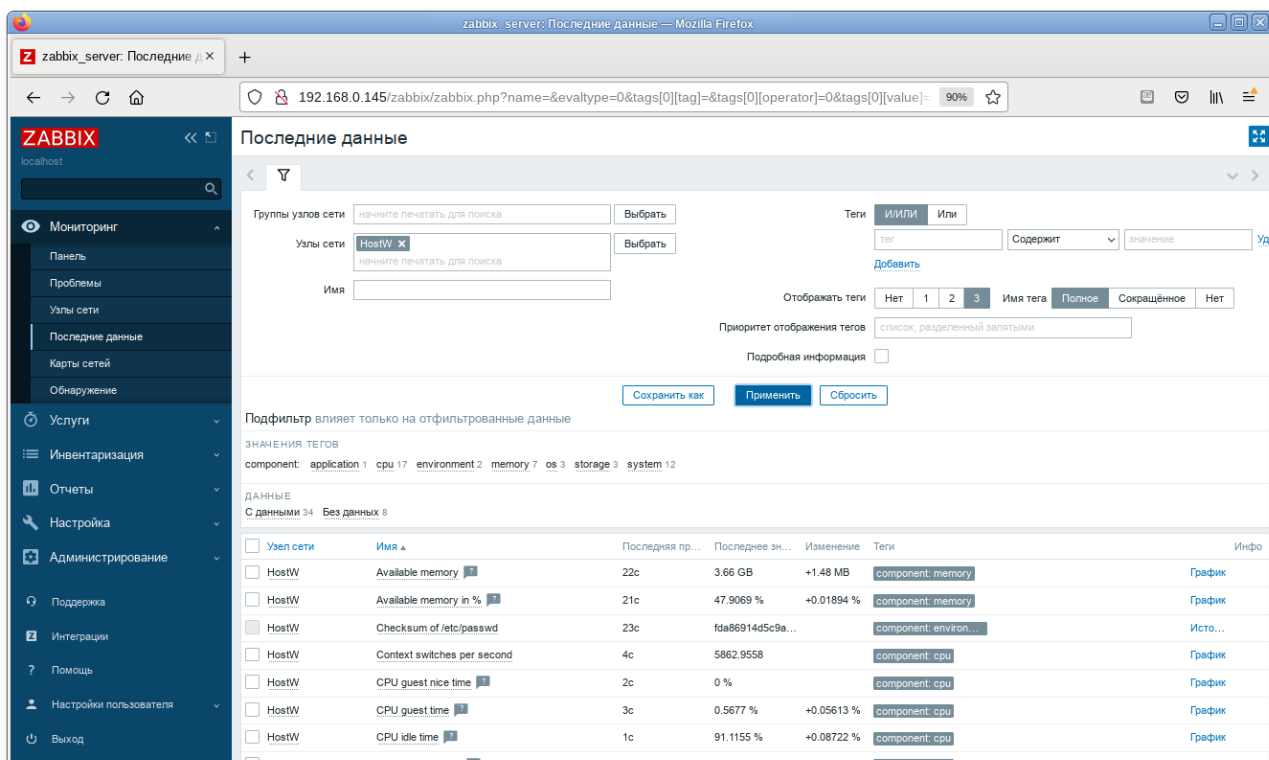 zabbix_server: Последние данные — Mozilla Firefox
Z zabbix_server: Последние д ×
192.168.0.145/zabbix/zabbix.php?name=&evaltype=0&tags[0][tag]=&tags[0][operator]=0&tags[0][value]= 90%
ZABBIX
localhost
Мониторинг
Панель
Проблемы
Узлы сети
Последние данные
Карты сетей
Обнаружение
Услуги
Инвентаризация
Отчеты
Настройка
Администрирование
Поддержка
Z Интеграции
? Помощь
Настройки пользователя
Выход
Последние данные
Группы узлов сети начните печатать для поиска Выбрать
Узлы сети HostW Выбрать
начните печатать для поиска
Имя
Теги И/ИЛИ Или
тег Содержит значение Уд
Добавить
Отображать теги Нет 1 2 3 Имя тега Полное Сокращённое Нет
Приоритет отображения тегов список, разделенный запятыми
Подробная информация
Сохранить как Применить Сбросить
Подфильтр влияет только на отфильтрованные данные
ЗНАЧЕНИЯ ТЕГОВ
component: application 1 cpu 17 environment 2 memory 7 os 3 storage 3 system 12
ДАННЫЕ
С данными 34 Без данных 8
Узел сети Имя Последняя пр... Последнее зн... Изменение Теги Инфо
HostW Available memory ? 22с 3.66 GB +1.48 MB component: memory График
HostW Available memory in % ? 21с 47.9069 % +0.01894 % component: memory График
HostW Checksum of /etc/passwd 23с fda86914d5c9a... component: environ... Исто...
HostW Context switches per second 4с 5862.9558 component: cpu График
HostW CPU guest nice time ? 2с 0 % component: cpu График
HostW CPU guest time ? 3с 0.5677 % +0.05613 % component: cpu График
HostW CPU idle time ? 1с 91.1155 % +0.08722 % component: cpu График